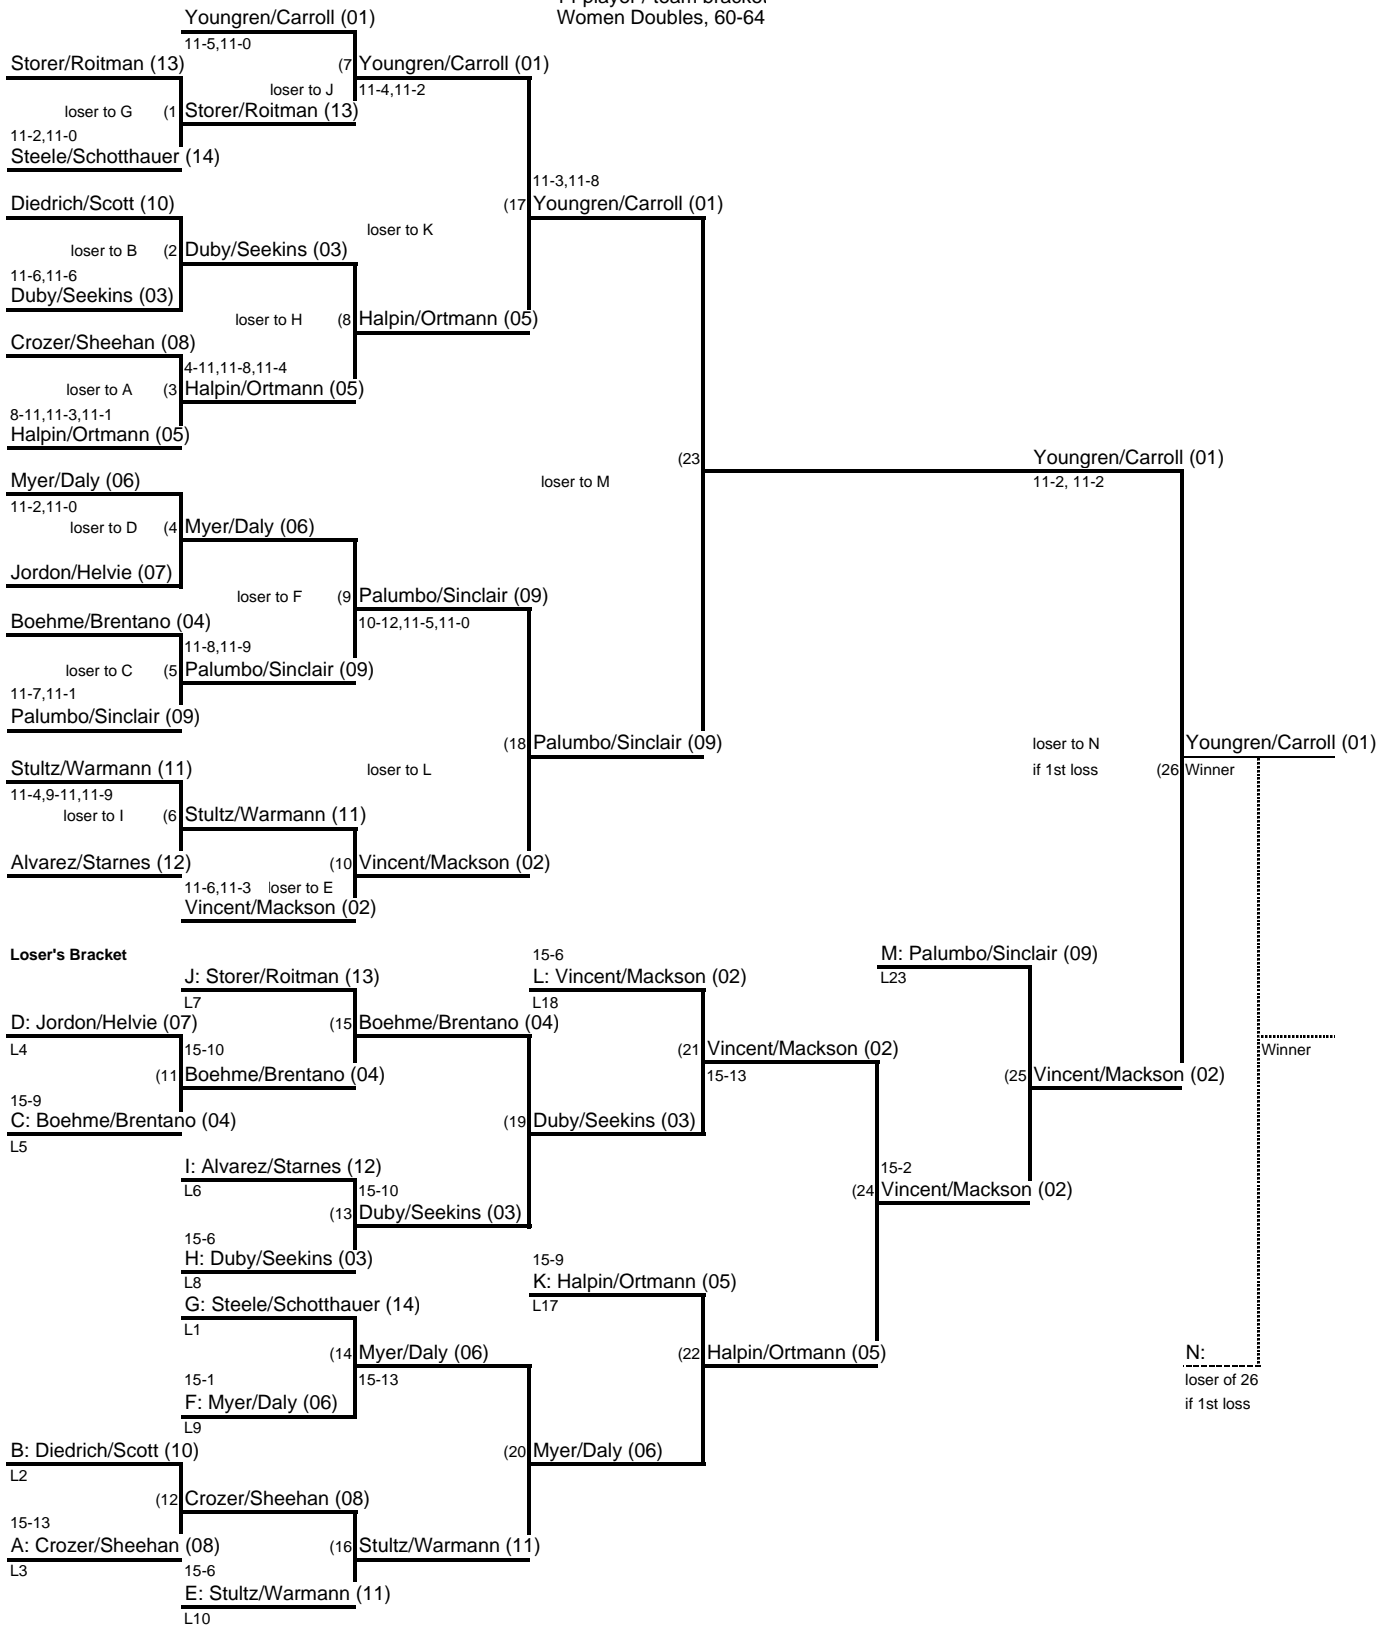 14 player / team bracket
Women Doubles, 60-64
Youngren/Carroll (01)
11-5,11-0
Storer/Roitman (13)
(7 Youngren/Carroll (01)
loser to J 11-4,11-2
loser to G (1 Storer/Roitman (13)
11-2,11-0
Steele/Schotthauer (14)
11-3,11-8
Diedrich/Scott (10)
(17 Youngren/Carroll (01)
loser to K
loser to B (2 Duby/Seekins (03)
11-6,11-6
Duby/Seekins (03)
loser to H (8 Halpin/Ortmann (05)
Crozer/Sheehan (08)
4-11,11-8,11-4
loser to A (3 Halpin/Ortmann (05)
8-11,11-3,11-1
Halpin/Ortmann (05)
(23 Youngren/Carroll (01)
loser to M 11-2, 11-2
Myer/Daly (06)
11-2,11-0
loser to D (4 Myer/Daly (06)
Jordon/Helvie (07)
loser to F (9 Palumbo/Sinclair (09)
10-12,11-5,11-0
Boehme/Brentano (04)
11-8,11-9
loser to C (5 Palumbo/Sinclair (09)
11-7,11-1
Palumbo/Sinclair (09)
(18 Palumbo/Sinclair (09)
loser to N Youngren/Carroll (01)
if 1st loss (26 Winner
Stultz/Warmann (11)
loser to L
11-4,9-11,11-9
loser to I (6 Stultz/Warmann (11)
Alvarez/Starnes (12)
(10 Vincent/Mackson (02)
11-6,11-3 loser to E
Vincent/Mackson (02)
Loser's Bracket
15-6
M: Palumbo/Sinclair (09)
L23
J: Storer/Roitman (13)
L7
L: Vincent/Mackson (02)
L18
D: Jordon/Helvie (07)
L4
(15 Boehme/Brentano (04)
15-10
(11 Boehme/Brentano (04)
(21 Vincent/Mackson (02)
15-13
Winner
(25 Vincent/Mackson (02)
15-9
C: Boehme/Brentano (04)
L5
(19 Duby/Seekins (03)
I: Alvarez/Starnes (12)
L6
15-10
(13 Duby/Seekins (03)
15-2
(24 Vincent/Mackson (02)
15-6
H: Duby/Seekins (03)
L8
15-9
K: Halpin/Ortmann (05)
L17
G: Steele/Schotthauer (14)
L1
(14 Myer/Daly (06)
15-13
(22 Halpin/Ortmann (05)
N:
loser of 26
if 1st loss
15-1
F: Myer/Daly (06)
L9
B: Diedrich/Scott (10)
L2
(20 Myer/Daly (06)
(12 Crozer/Sheehan (08)
15-13
A: Crozer/Sheehan (08)
L3
(16 Stultz/Warmann (11)
15-6
E: Stultz/Warmann (11)
L10